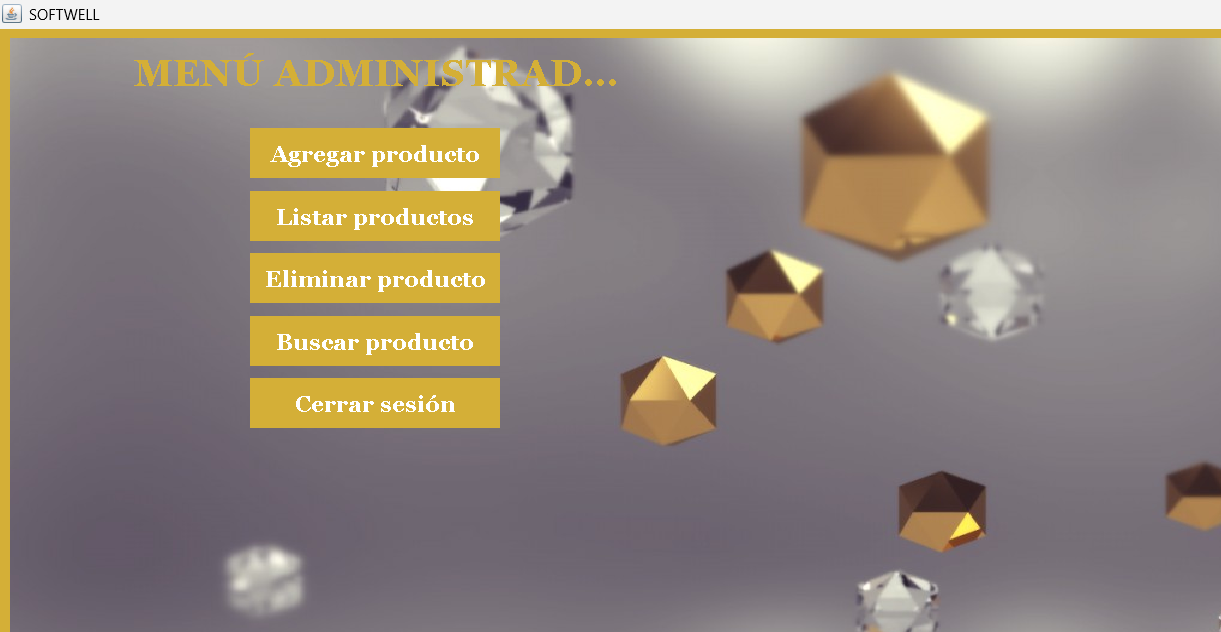 SOFTWELL
MENÚ ADMINISTRAD...
Agregar producto
Listar productos
Eliminar producto
Buscar producto
Cerrar sesión